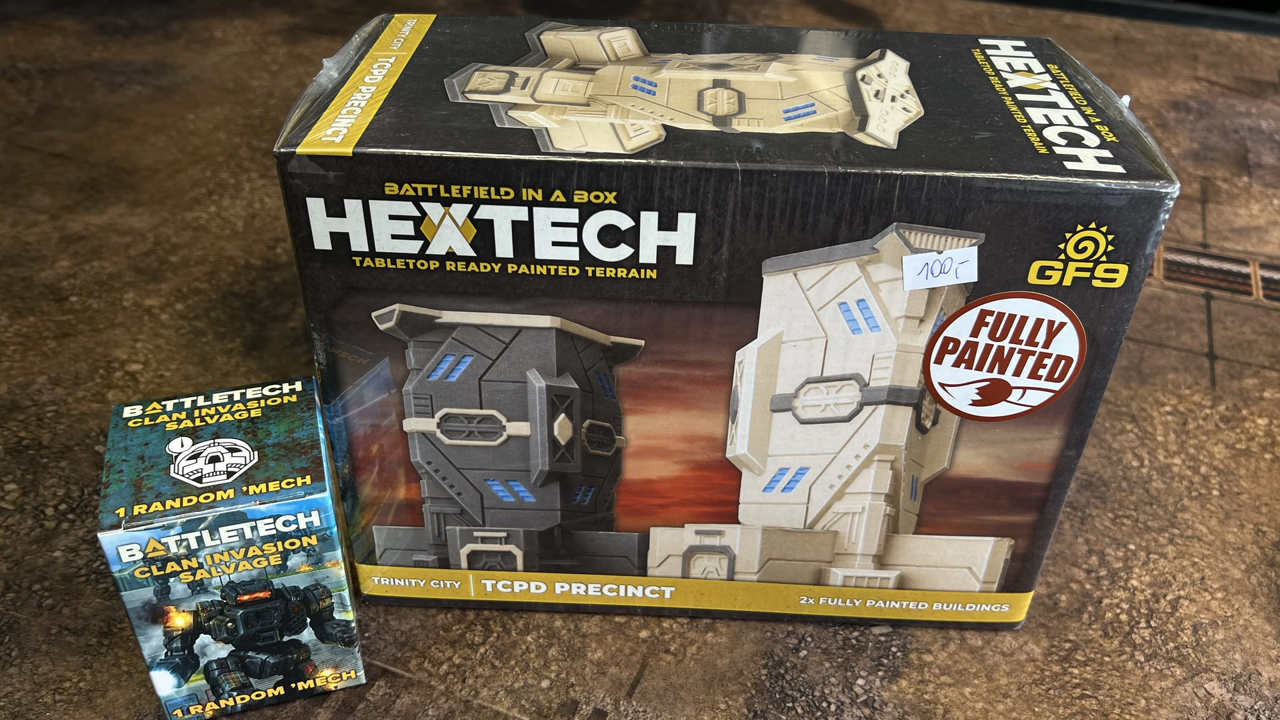 TRINITY CITY | TCPD PRECINCT
BATTLEFIELD IN A BOX
HEXTECH
TABLETOP READY PAINTED TERRAIN
BATTLEFIELD IN A BOX
HEXTECH
TABLETOP READY PAINTED TERRAIN
100,-
GF9
FULLY
PAINTED
TRINITY CITY | TCPD PRECINCT
2x FULLY PAINTED BUILDINGS
BATTLETECH
CLAN INVASION
SALVAGE
1 RANDOM 'MECH
BATTLETECH
CLAN INVASION
SALVAGE
1 RANDOM 'MECH